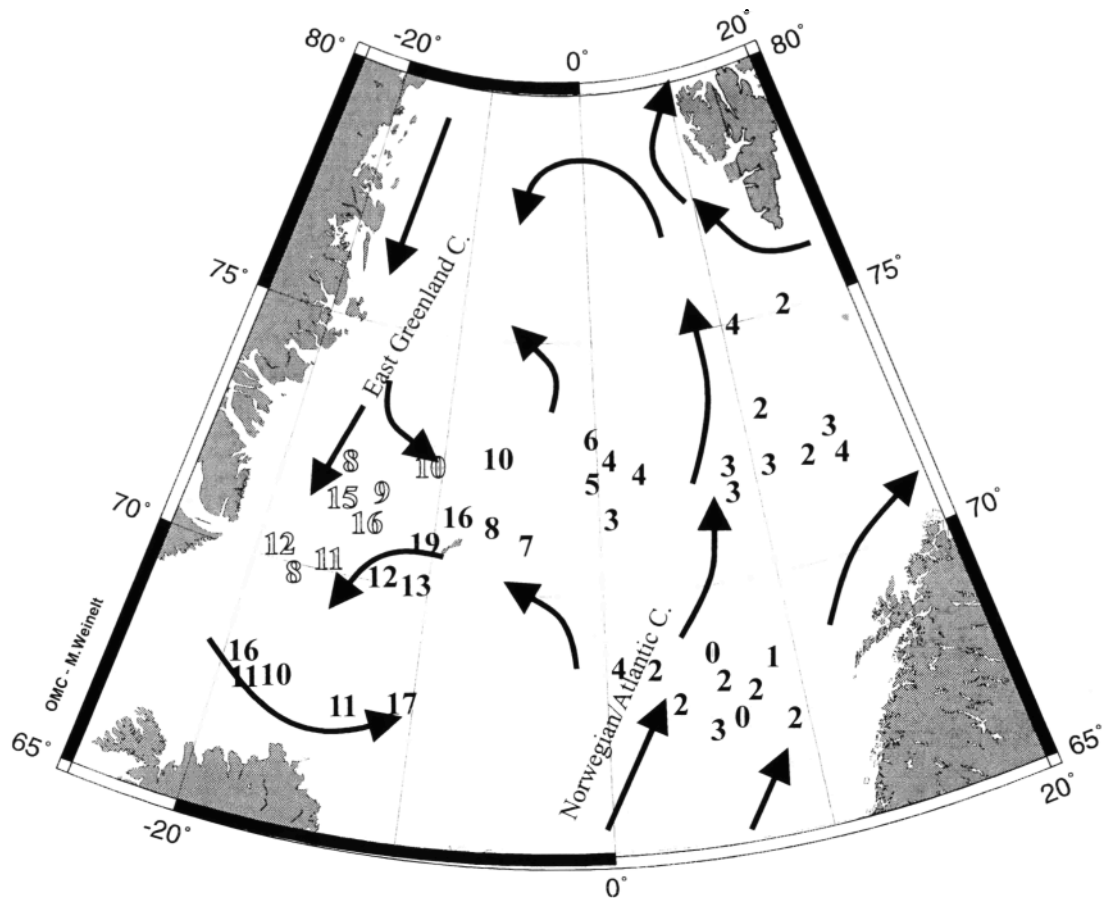 20°
-20° 0° 80°
80°
75° 75°
East Greenland C.
2
4
2
3
6
8 10 10 4 3 3 2 4
4
15 9 5 3
16 16 3
8
12 19 7
11
8 12 13
70° 70°
OMC - M.Weinelt
Norwegian/Atlantic C.
16 0 1
4 2
11 10 2 2
11 17 2 0 2
3
65° 65°
-20° 20°
0°